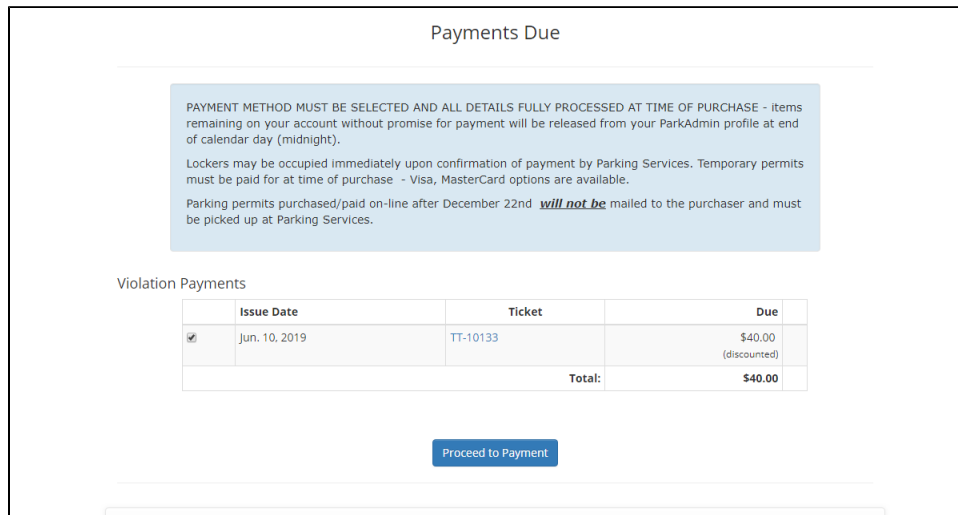 Payments Due
PAYMENT METHOD MUST BE SELECTED AND ALL DETAILS FULLY PROCESSED AT TIME OF PURCHASE - items
remaining on your account without promise for payment will be released from your ParkAdmin profile at end
of calendar day (midnight).
Lockers may be occupied immediately upon confirmation of payment by Parking Services. Temporary permits
must be paid for at time of purchase  - Visa, MasterCard options are available.
Parking permits purchased/paid on-line after December 22nd will not be mailed to the purchaser and must
be picked up at Parking Services.
Violation Payments
Issue Date Ticket Due
Jun. 10, 2019 TT-10133 $40.00
(discounted)
Total: $40.00
Proceed to Payment